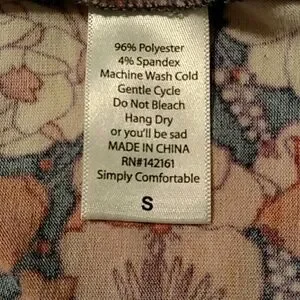 96% Polyester
4% Spandex
Machine Wash Cold
Gentle Cycle
Do Not Bleach
Hang Dry
or you'll be sad
MADE IN CHINA
RN#142161
Simply Comfortable
S